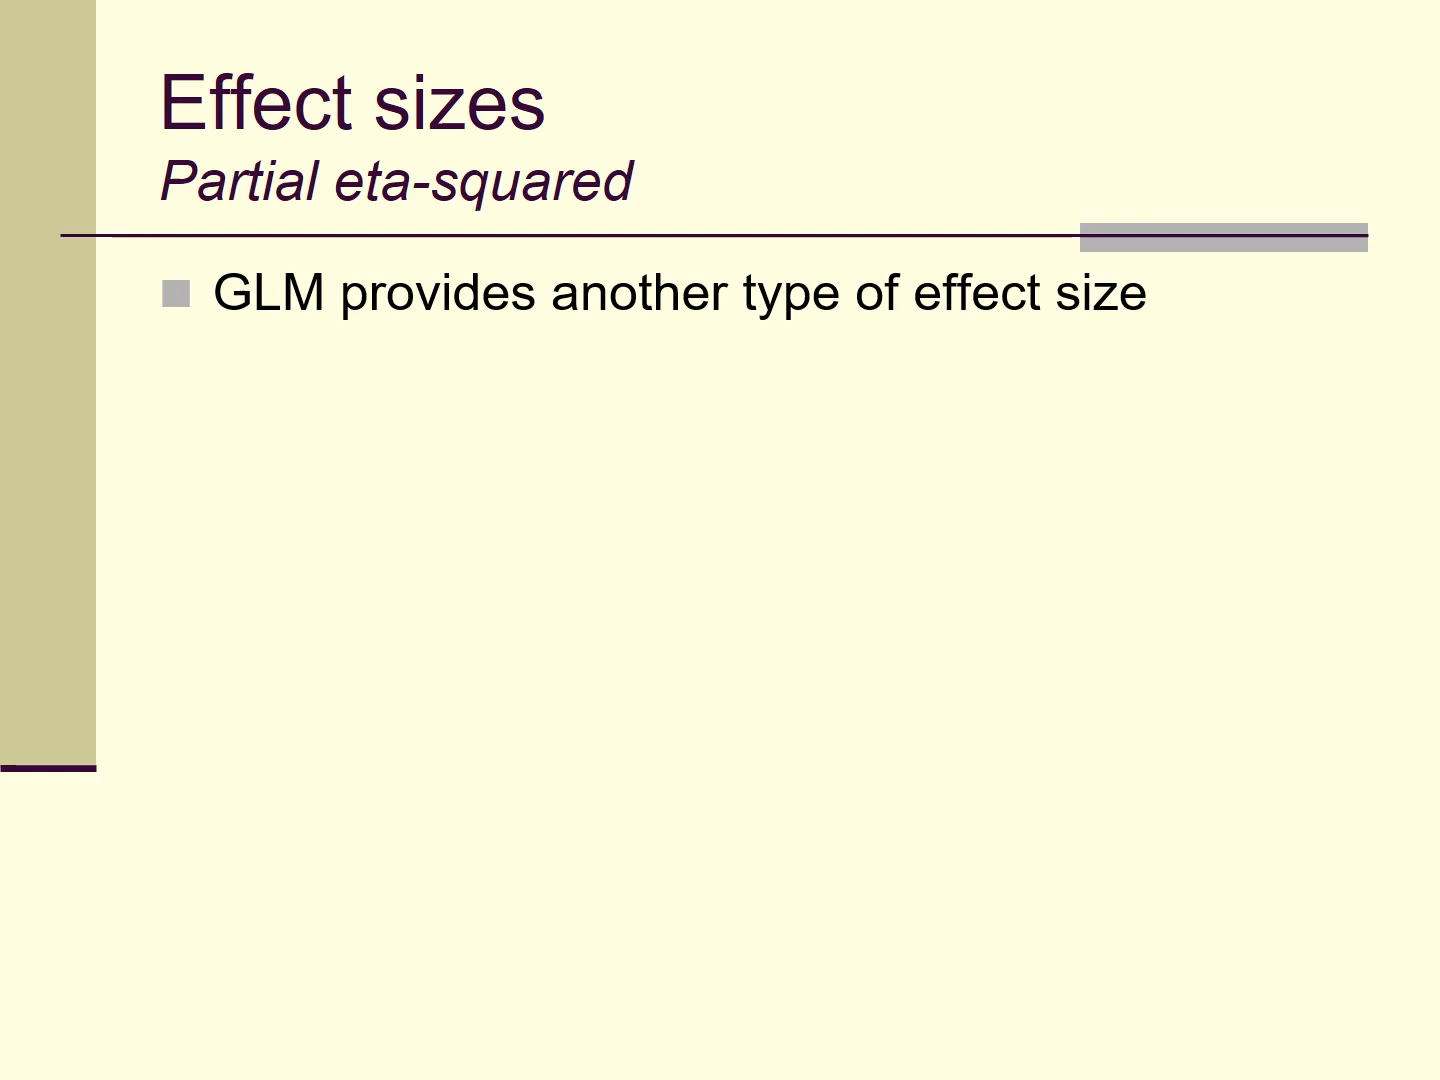 Effect sizes
Partial eta-squared
GLM provides another type of effect size